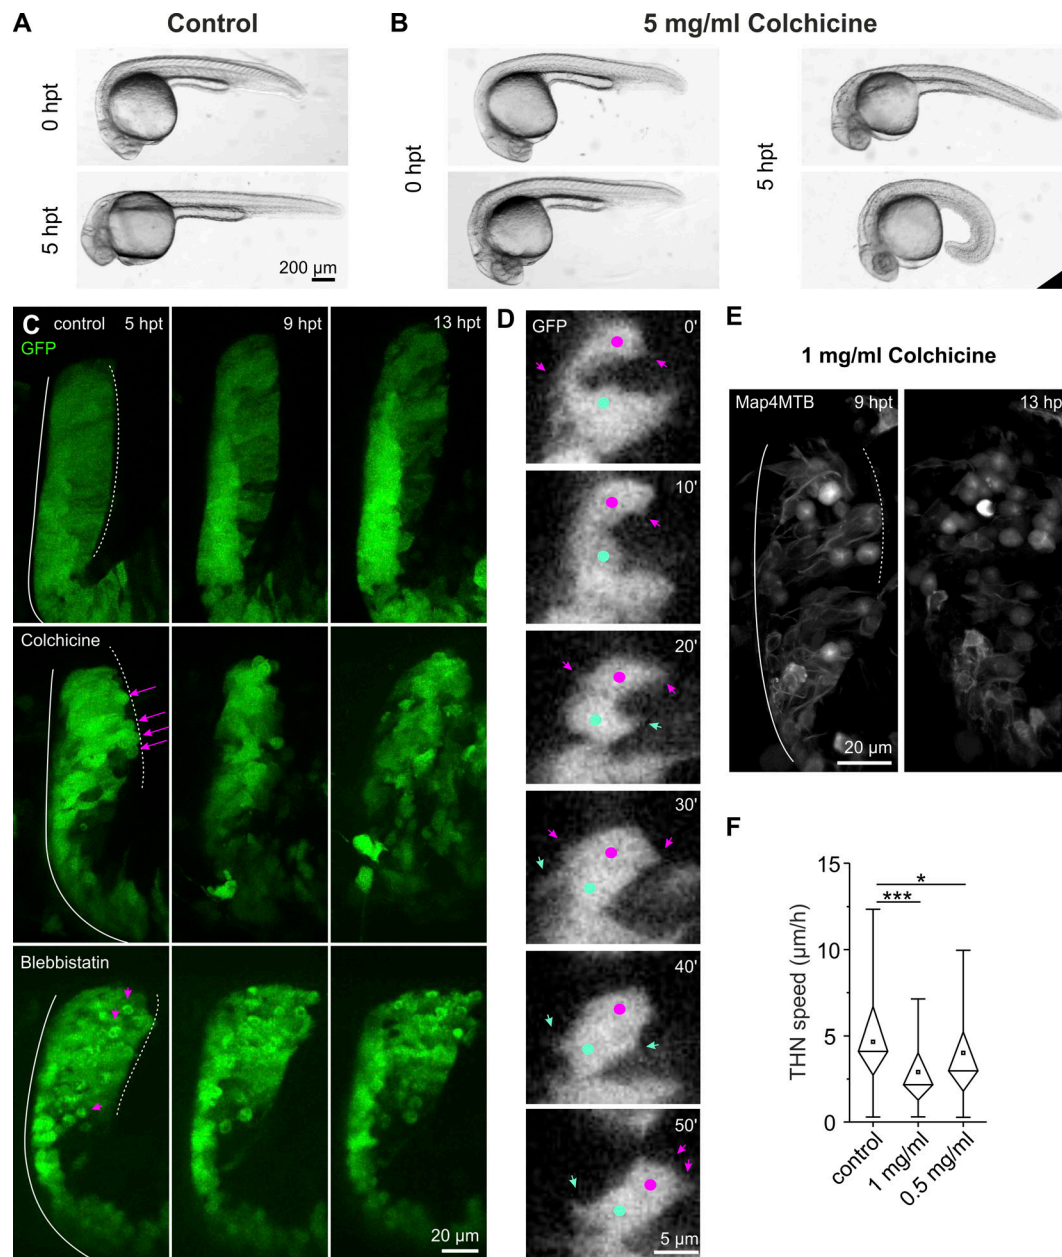 A
Control
0 hpt
5 hpt
200 µm
B
5 mg/ml Colchicine
0 hpt
5 hpt
C
control
5 hpt
GFP
9 hpt
13 hpt
Colchicine
Blebbistatin
20 µm
D
GFP
0'
10'
20'
30'
40'
50'
5 µm
E
1 mg/ml Colchicine
Map4MTB
9 hpt
13 hpt
20 µm
F
THN speed (µm/h)
15
10
5
0
***
*
control
1 mg/ml
0.5 mg/ml